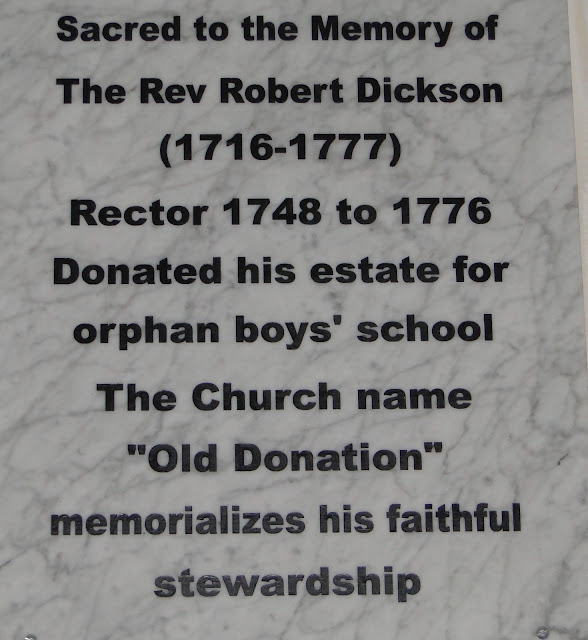 Sacred to the Memory of
The Rev Robert Dickson
(1716-1777)
Rector 1748 to 1776
Donated his estate for
orphan boys' school
The Church name
"Old Donation"
memorializes his faithful
stewardship